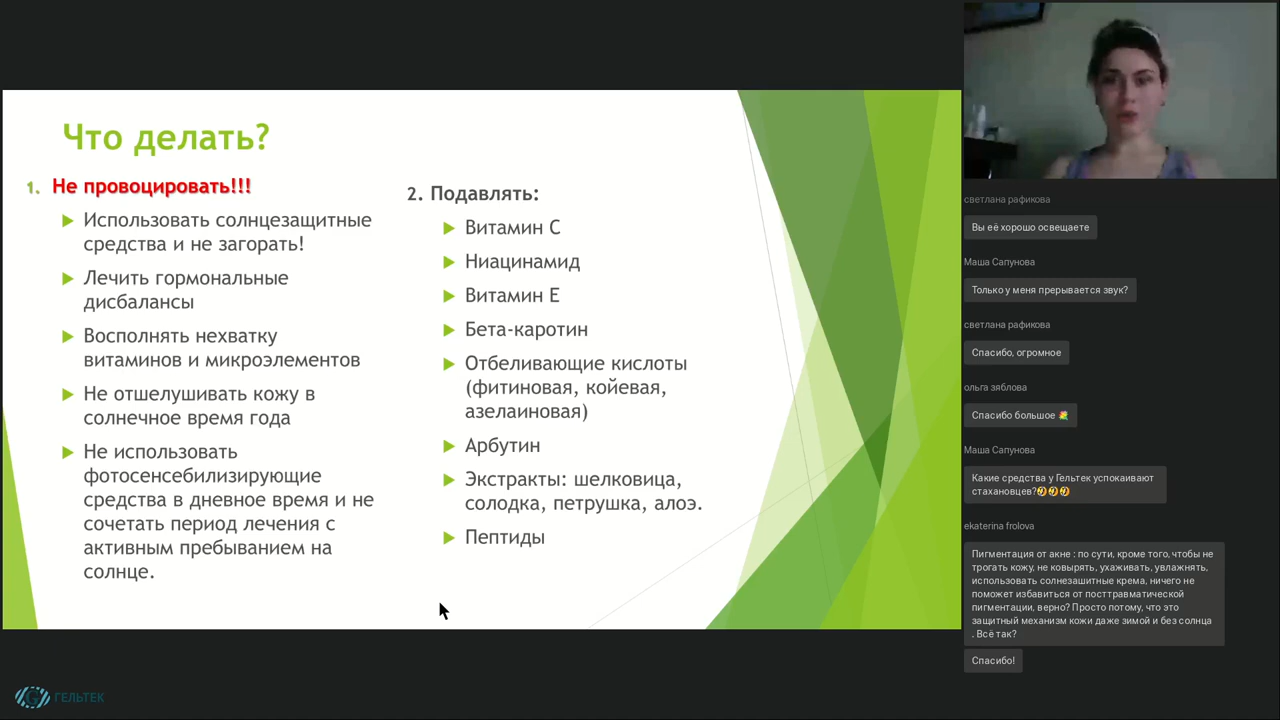 Что делать?
1. Не провоцировать!!!
Использовать солнцезащитные
средства и не загорать!
Лечить гормональные
дисбалансы
Восполнять нехватку
витаминов и микроэлементов
Не отшелушивать кожу в
солнечное время года
Не использовать
фотосенсебилизирующие
средства в дневное время и не
сочетать период лечения с
активным пребыванием на
солнце.
2. Подавлять:
Витамин С
Ниацинамид
Витамин Е
Бета-каротин
Отбеливающие кислоты
(фитиновая, койевая,
азелаиновая)
Арбутин
Экстракты: шелковица,
солодка, петрушка, алоэ.
Пептиды
ГЕЛЬТЕК
светлана рафикова
Вы её хорошо освещаете
Маша Сапунова
Только у меня прерывается звук?
светлана рафикова
Спасибо, огромное
ольга зяблова
Спасибо большое 💐
Маша Сапунова
Какие средства у Гельтек успокаивают
стахановцев?🤣🤣🤣
ekaterina frolova
Пигментация от акне : по сути, кроме того, чтобы не
трогать кожу, не ковырять, ухаживать, увлажнять,
использовать солнезашитные крема, ничего не
поможет избавиться от посттравматической
пигментации, верно? Просто потому, что это
защитный механизм кожи даже зимой и без солнца
. Всё так?
Спасибо!